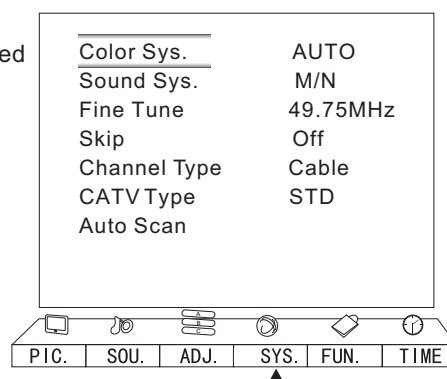 ed
Color Sys. AUTO
Sound Sys. M/N
Fine Tune 49.75MHz
Skip Off
Channel Type Cable
CATV Type STD
Auto Scan
A
B
C
PIC. SOU. ADJ. SYS. FUN. TIME